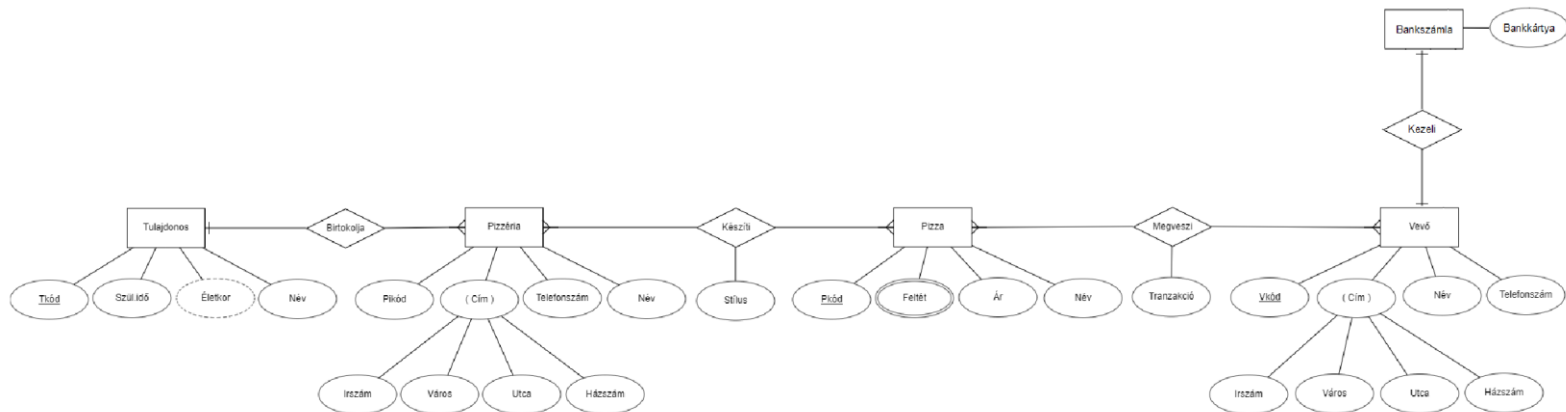 Bankszámla
Bankkártya
Kezeli
Tulajdonos
Birtokolja
Pizzéria
Készíti
Pizza
Megveszi
Vevő
Tkód
Szül.idő
Életkor
Név
Pikód
( Cím )
Telefonszám
Név
Stílus
Pkód
Feltét
Ár
Név
Tranzakció
Vkód
( Cím )
Név
Telefonszám
Irszám
Város
Utca
Házszám
Irszám
Város
Utca
Házszám